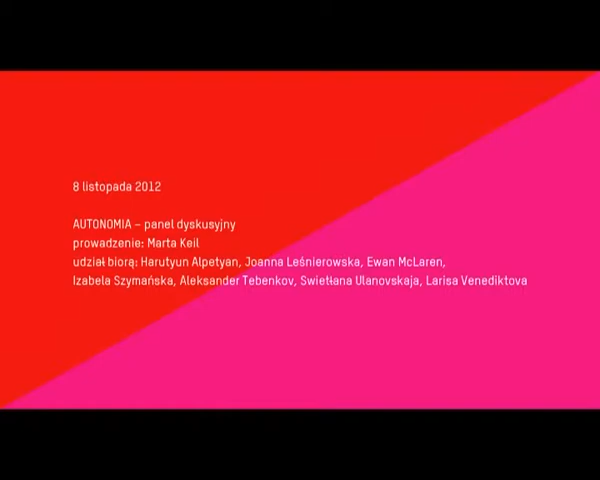 8 listopada 2012
AUTONOMIA – panel dyskusyjny
prowadzenie: Marta Keil
udział biorą: Harutyun Alpetyan, Joanna Leśnierowska, Ewan McLaren,
Izabela Szymańska, Aleksander Tebenkov, Swietłana Ulanovskaja, Larisa Venediktova